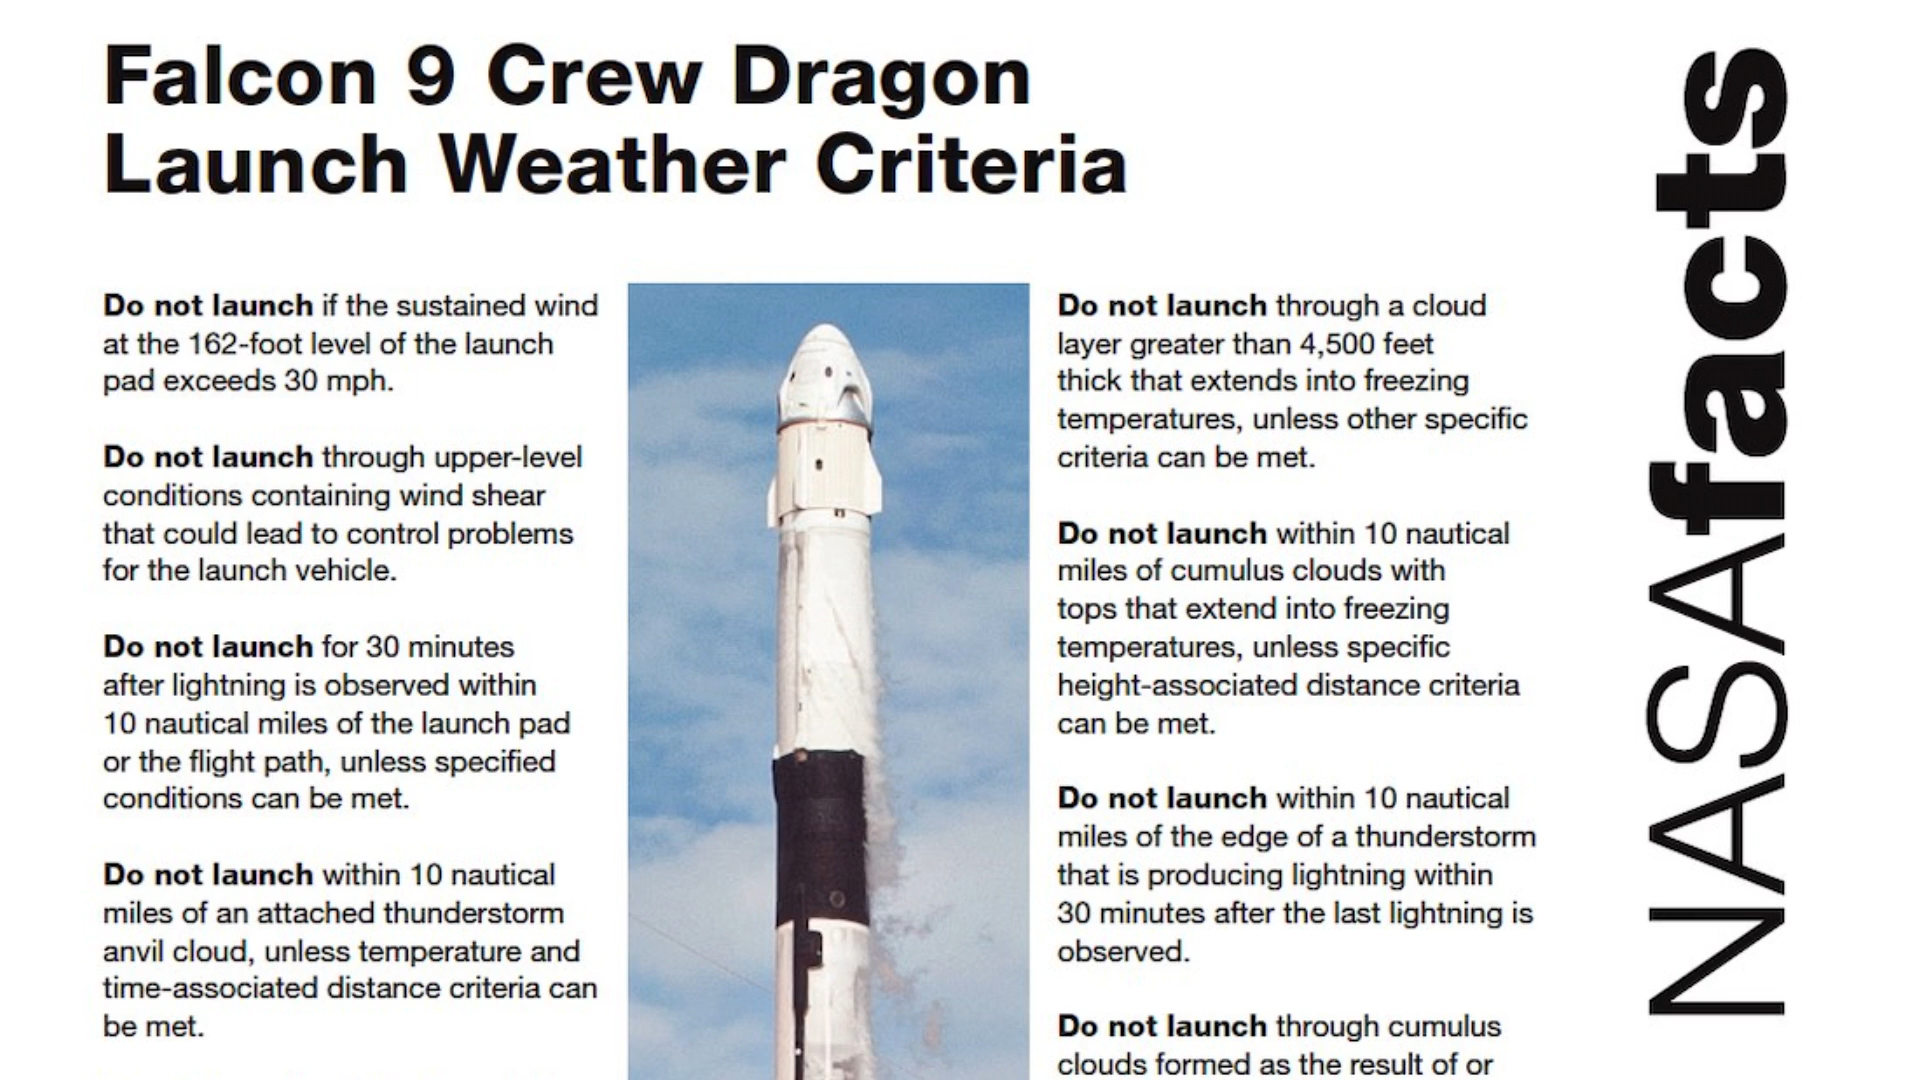 Falcon 9 Crew Dragon
Launch Weather Criteria
Do not launch if the sustained wind
at the 162-foot level of the launch
pad exceeds 30 mph.
Do not launch through upper-level
conditions containing wind shear
that could lead to control problems
for the launch vehicle.
Do not launch for 30 minutes
after lightning is observed within
10 nautical miles of the launch pad
or the flight path, unless specified
conditions can be met.
Do not launch within 10 nautical
miles of an attached thunderstorm
anvil cloud, unless temperature and
time-associated distance criteria can
be met.
Do not launch through a cloud
layer greater than 4,500 feet
thick that extends into freezing
temperatures, unless other specific
criteria can be met.
Do not launch within 10 nautical
miles of cumulus clouds with
tops that extend into freezing
temperatures, unless specific
height-associated distance criteria
can be met.
Do not launch within 10 nautical
miles of the edge of a thunderstorm
that is producing lightning within
30 minutes after the last lightning is
observed.
Do not launch through cumulus
clouds formed as the result of or
NASAfacts